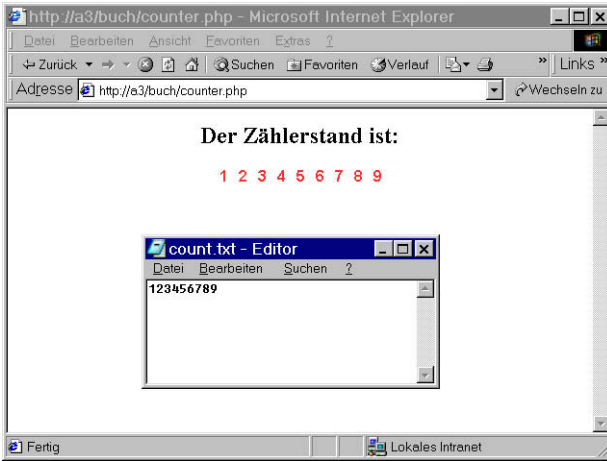 http://a3/buch/counter.php - Microsoft Internet Explorer
Datei Bearbeiten Ansicht Favoriten Extras ?
Zurück Suchen Favoriten Verlauf » Links »
Adresse http://a3/buch/counter.php Wechseln zu
Der Zählerstand ist:
1 2 3 4 5 6 7 8 9
count.txt - Editor
Datei Bearbeiten Suchen ?
123456789
Fertig Lokales Intranet